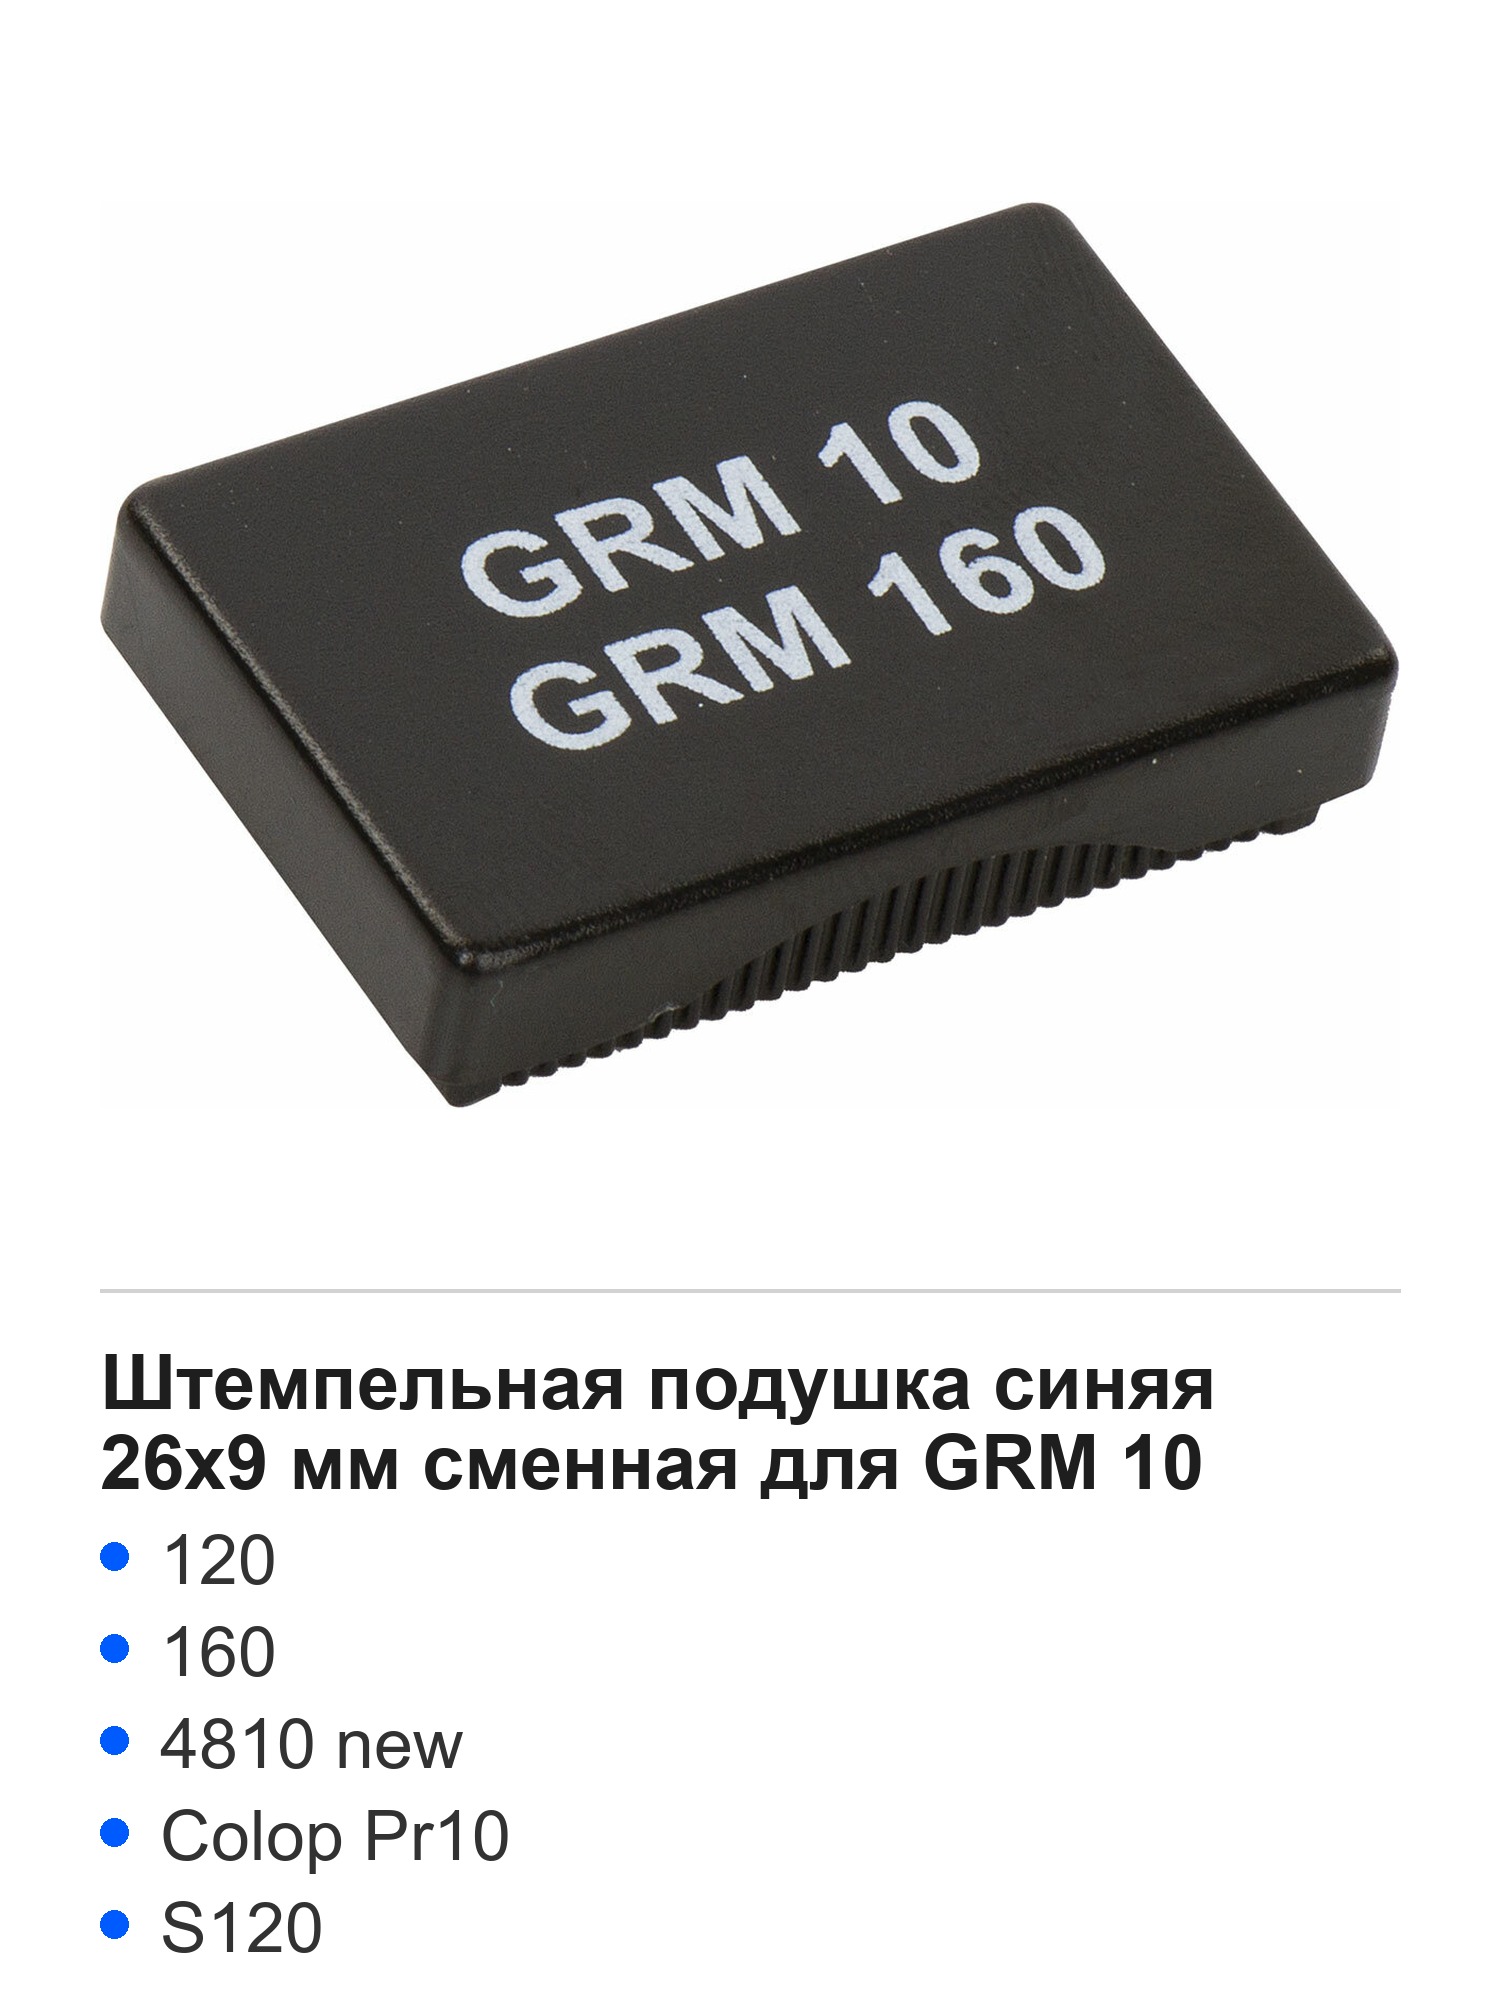 GRM 10
GRM 160
Штемпельная подушка синяя
26x9 мм сменная для GRM 10
120
160
4810 new
Colop Pr10
S120